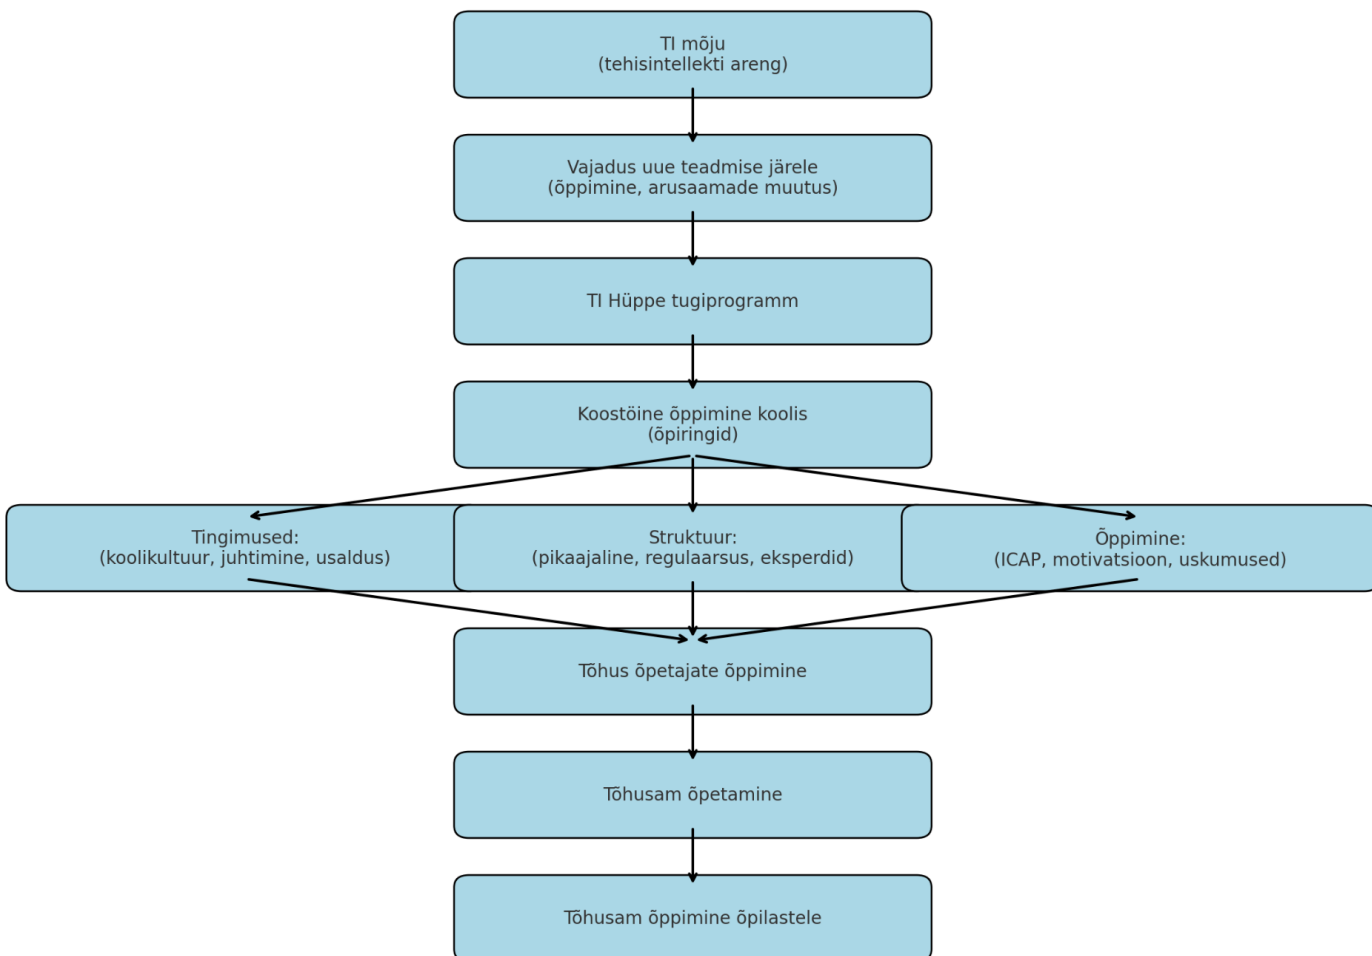 TI mõju
(tehisintellekti areng)
Vajadus uue teadmise järele
(õppimine, arusaamade muutus)
TI Hüppe tugiprogramm
Koostöine õppimine koolis
(õpiringid)
Tingimused:
(koolikultuur, juhtimine, usaldus)
Struktuur:
(pikaajaline, regulaarsus, eksperdid)
Õppimine:
(ICAP, motivatsioon, uskumused)
Tõhus õpetajate õppimine
Tõhusam õpetamine
Tõhusam õppimine õpilastele